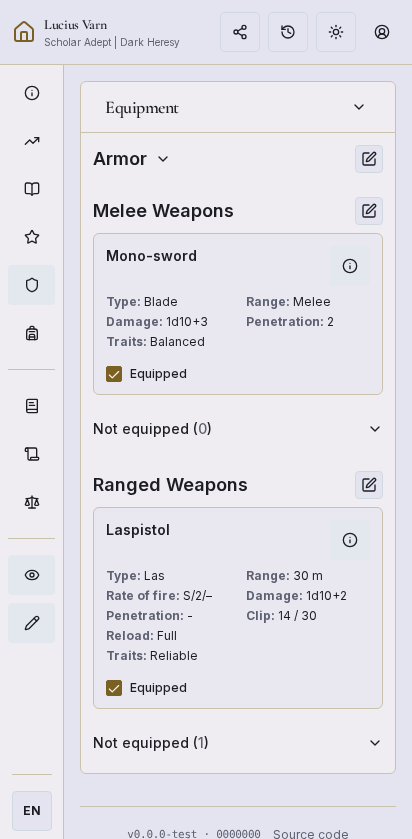 Lucius Varn
Scholar Adept | Dark Heresy
Equipment
Armor
Melee Weapons
Mono-sword
Type: Blade
Range: Melee
Damage: 1d10+3
Penetration: 2
Traits: Balanced
Equipped
Not equipped (0)
Ranged Weapons
Laspistol
Type: Las
Range: 30 m
Rate of fire: S/2/–
Damage: 1d10+2
Penetration: -
Clip: 14 / 30
Reload: Full
Traits: Reliable
Equipped
Not equipped (1)
EN
v0.0.0-test · 0000000 Source code